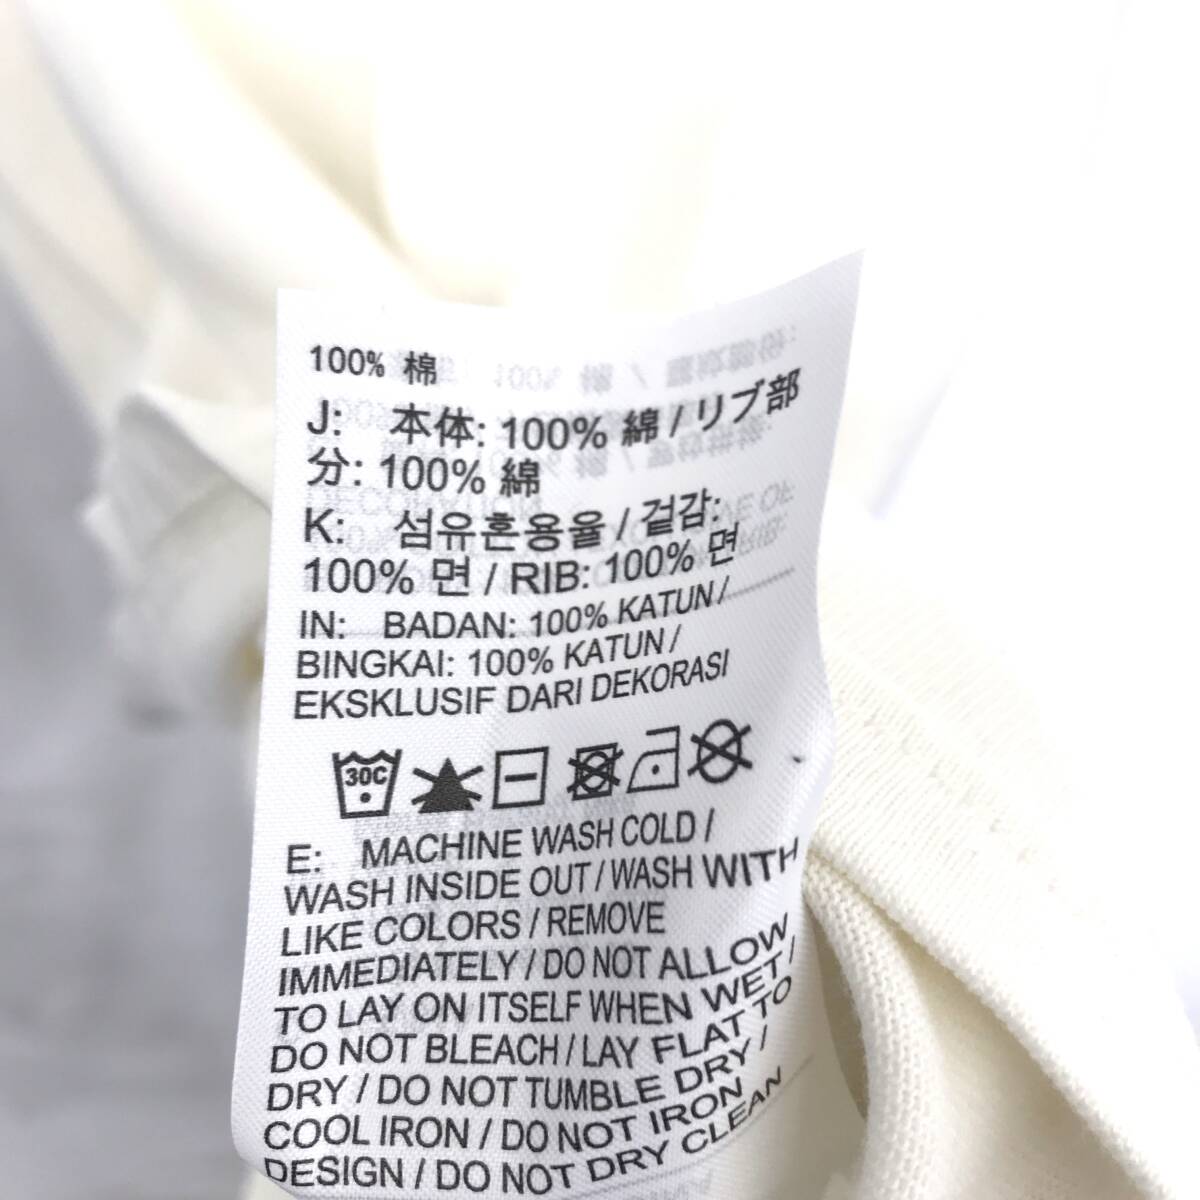 100% 棉
J: 本体: 100% 綿 / リブ部
分: 100% 綿
K: 섬유혼용율 / 겉감:
100% 면 / RIB: 100% 면
IN: BADAN: 100% KATUN /
BINGKAI: 100% KATUN /
EKSKLUSIF DARI DEKORASI
30C
E: MACHINE WASH COLD /
WASH INSIDE OUT / WASH WITH
LIKE COLORS / REMOVE
IMMEDIATELY / DO NOT ALLOW
TO LAY ON ITSELF WHEN WET /
DO NOT BLEACH / LAY FLAT TO
DRY / DO NOT TUMBLE DRY /
COOL IRON / DO NOT IRON
DESIGN / DO NOT DRY CLEAN